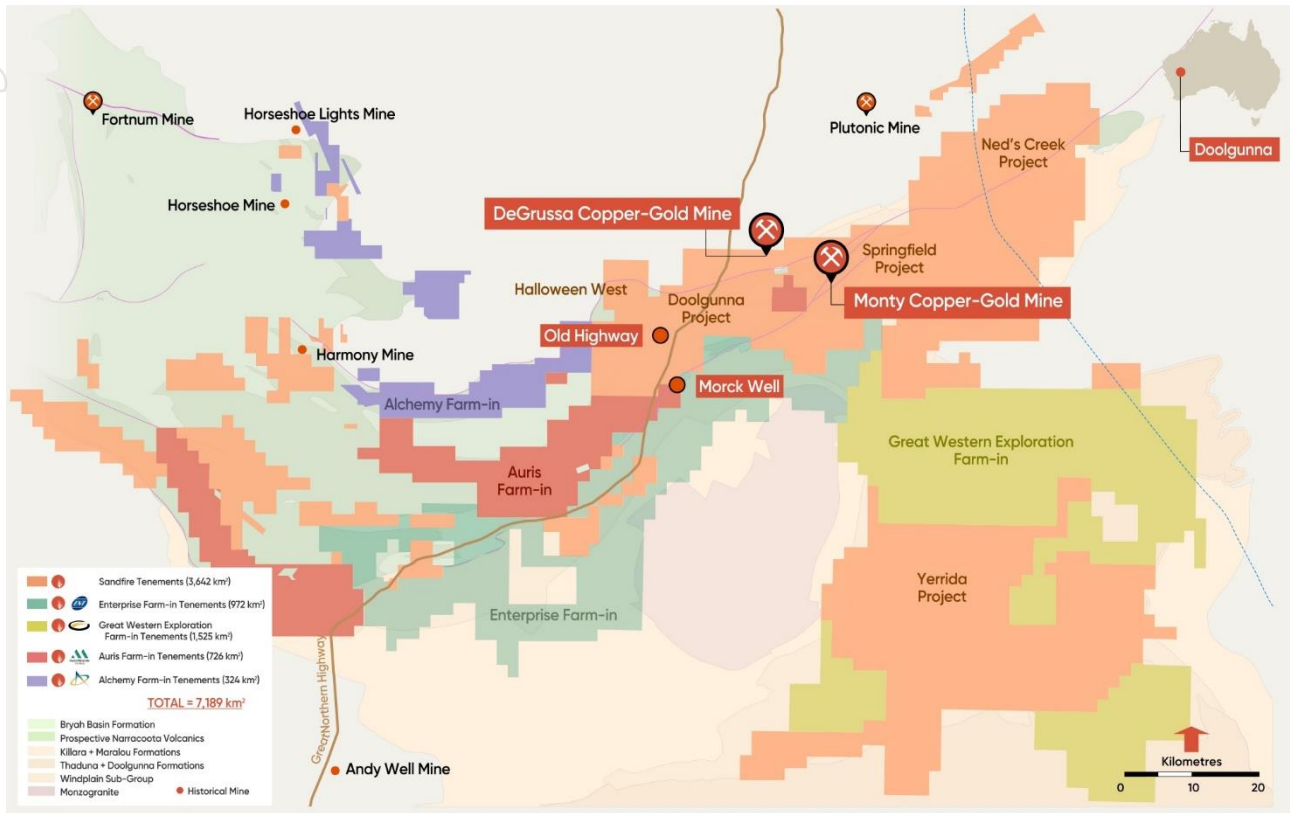 Fortnum Mine
Horseshoe Lights Mine
Horseshoe Mine
Plutonic Mine
Ned's Creek
Project
Doolgunna
DeGrussa Copper-Gold Mine
Springfield
Project
Monty Copper-Gold Mine
Halloween West
Doolgunna
Project
Old Highway
Harmony Mine
Morck Well
Alchemy Farm-in
Auris
Farm-in
Great Western Exploration
Farm-in
Yerrida
Project
Enterprise Farm-in
GreatNorthern Highway
Andy Well Mine
Sandfire Tenements (3,642 km²)
Enterprise Farm-in Tenements (972 km²)
Great Western Exploration
Farm-in Tenements (1,525 km²)
Auris Farm-in Tenements (726 km²)
Alchemy Farm-in Tenements (324 km²)
TOTAL = 7,189 km²
Bryah Basin Formation
Prospective Narracoota Volcanics
Killara + Maralou Formations
Thaduna + Doolgunna Formations
Windplain Sub-Group
Monzogranite
Historical Mine
Kilometres
0 10 20